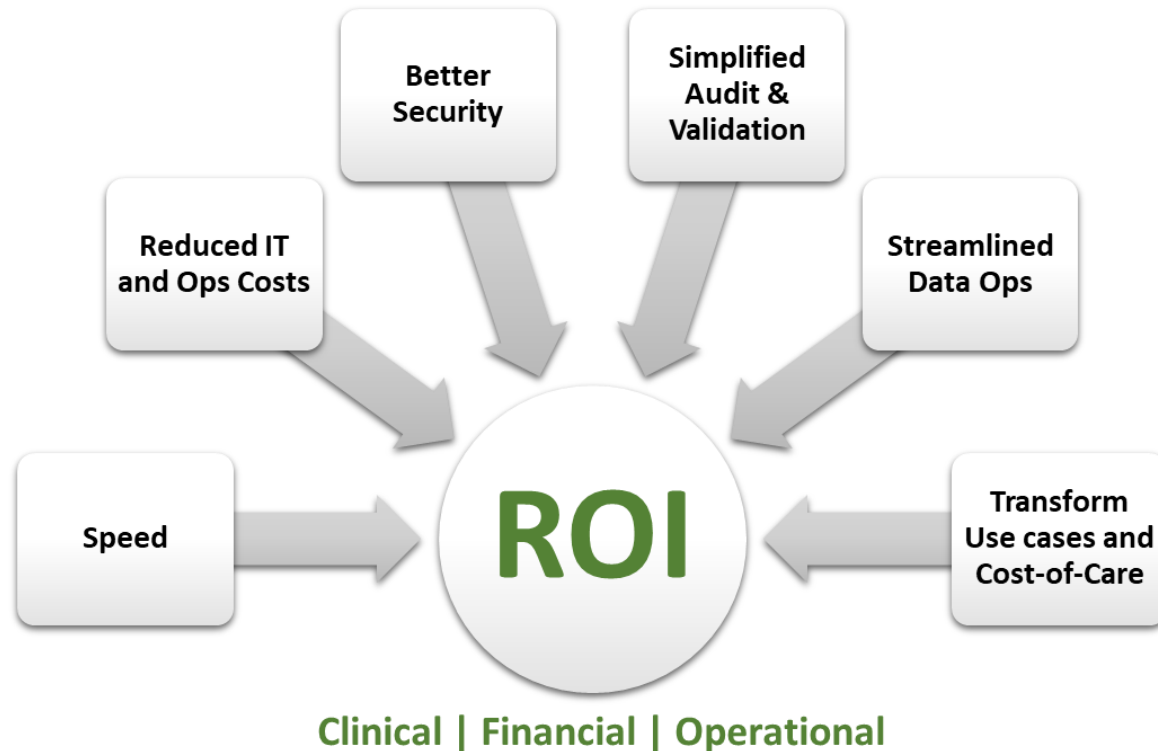 Better
Security
Simplified
Audit &
Validation
Reduced IT
and Ops Costs
Streamlined
Data Ops
Speed
ROI
Transform
Use cases and
Cost-of-Care
Clinical | Financial | Operational